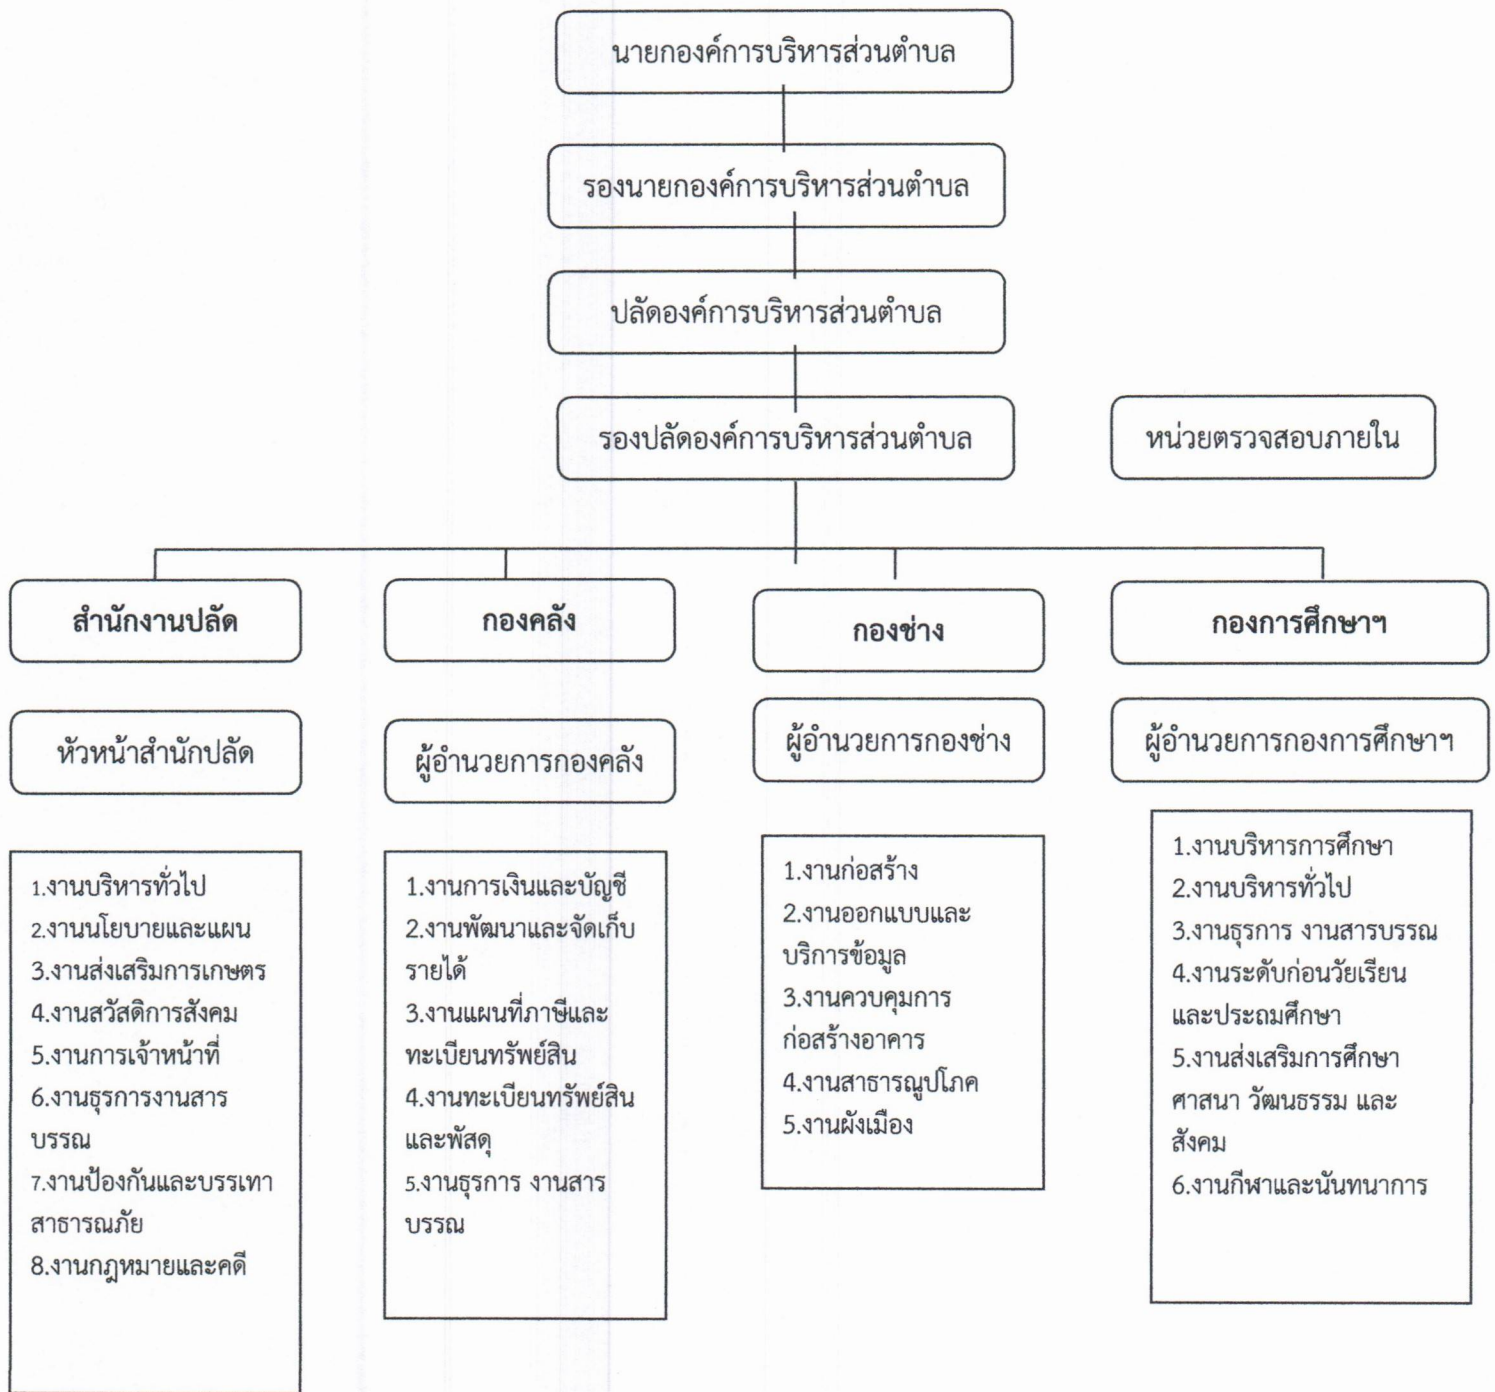 นายกองค์การบริหารส่วนตำบล
รองนายกองค์การบริหารส่วนตำบล
ปลัดองค์การบริหารส่วนตำบล
รองปลัดองค์การบริหารส่วนตำบล
หน่วยตรวจสอบภายใน
สำนักงานปลัด
กองคลัง
กองช่าง
กองการศึกษาฯ
หัวหน้าสำนักปลัด
ผู้อำนวยการกองคลัง
ผู้อำนวยการกองช่าง
ผู้อำนวยการกองการศึกษาฯ
1.งานบริหารทั่วไป
2.งานนโยบายและแผน
3.งานส่งเสริมการเกษตร
4.งานสวัสดิการสังคม
5.งานการเจ้าหน้าที่
6.งานธุรการงานสาร
บรรณ
7.งานป้องกันและบรรเทา
สาธารณภัย
8.งานกฎหมายและคดี
1.งานการเงินและบัญชี
2.งานพัฒนาและจัดเก็บ
รายได้
3.งานแผนที่ภาษีและ
ทะเบียนทรัพย์สิน
4.งานทะเบียนทรัพย์สิน
และพัสดุ
5.งานธุรการ งานสาร
บรรณ
1.งานก่อสร้าง
2.งานออกแบบและ
บริการข้อมูล
3.งานควบคุมการ
ก่อสร้างอาคาร
4.งานสาธารณูปโภค
5.งานผังเมือง
1.งานบริหารการศึกษา
2.งานบริหารทั่วไป
3.งานธุรการ งานสารบรรณ
4.งานระดับก่อนวัยเรียน
และประถมศึกษา
5.งานส่งเสริมการศึกษา
ศาสนา วัฒนธรรม และ
สังคม
6.งานกีฬาและนันทนาการ